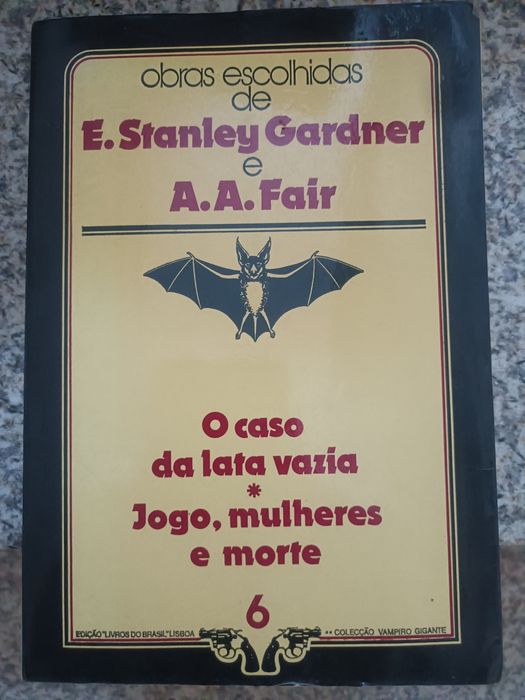 obras escolhidas
de
E. Stanley Gardner
e
A.A. Fair
O caso
da lata vazia
*
Jogo, mulheres
e morte
6
EDIÇÃO "LIVROS DO BRASIL" LISBOA
** COLECÇÃO VAMPIRO GIGANTE